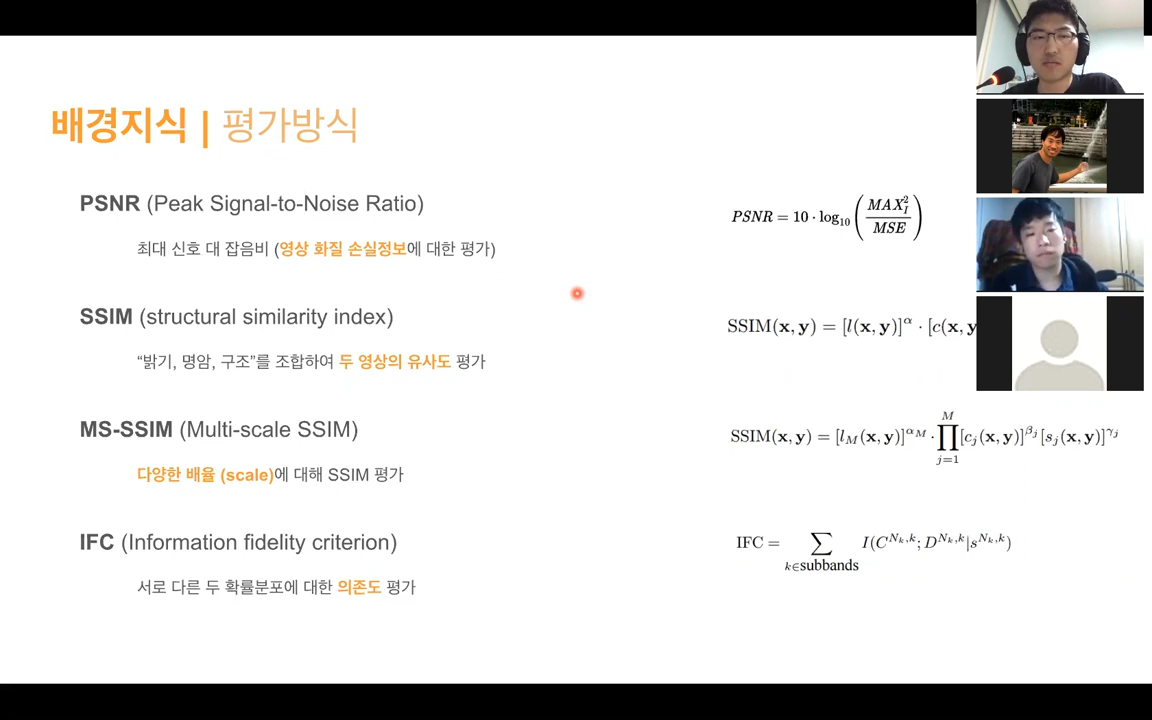 배경지식 | 평가방식
PSNR (Peak Signal-to-Noise Ratio)
최대 신호 대 잡음비 (영상 화질 손실정보에 대한 평가)
PSNR = 10 · log₁₀(MAX_I² / MSE)
SSIM (structural similarity index)
“밝기, 명암, 구조”를 조합하여 두 영상의 유사도 평가
SSIM(x, y) = [l(x, y)]^α · [c(x, y
MS-SSIM (Multi-scale SSIM)
다양한 배율 (scale)에 대해 SSIM 평가
SSIM(x, y) = [l_M(x, y)]^{α_M} · ∏_{j=1}^{M} [c_j(x, y)]^{β_j} [s_j(x, y)]^{γ_j}
IFC (Information fidelity criterion)
서로 다른 두 확률분포에 대한 의존도 평가
IFC = ∑_{k∈subbands} I(C^{N_k,k}; D^{N_k,k}|s^{N_k,k})